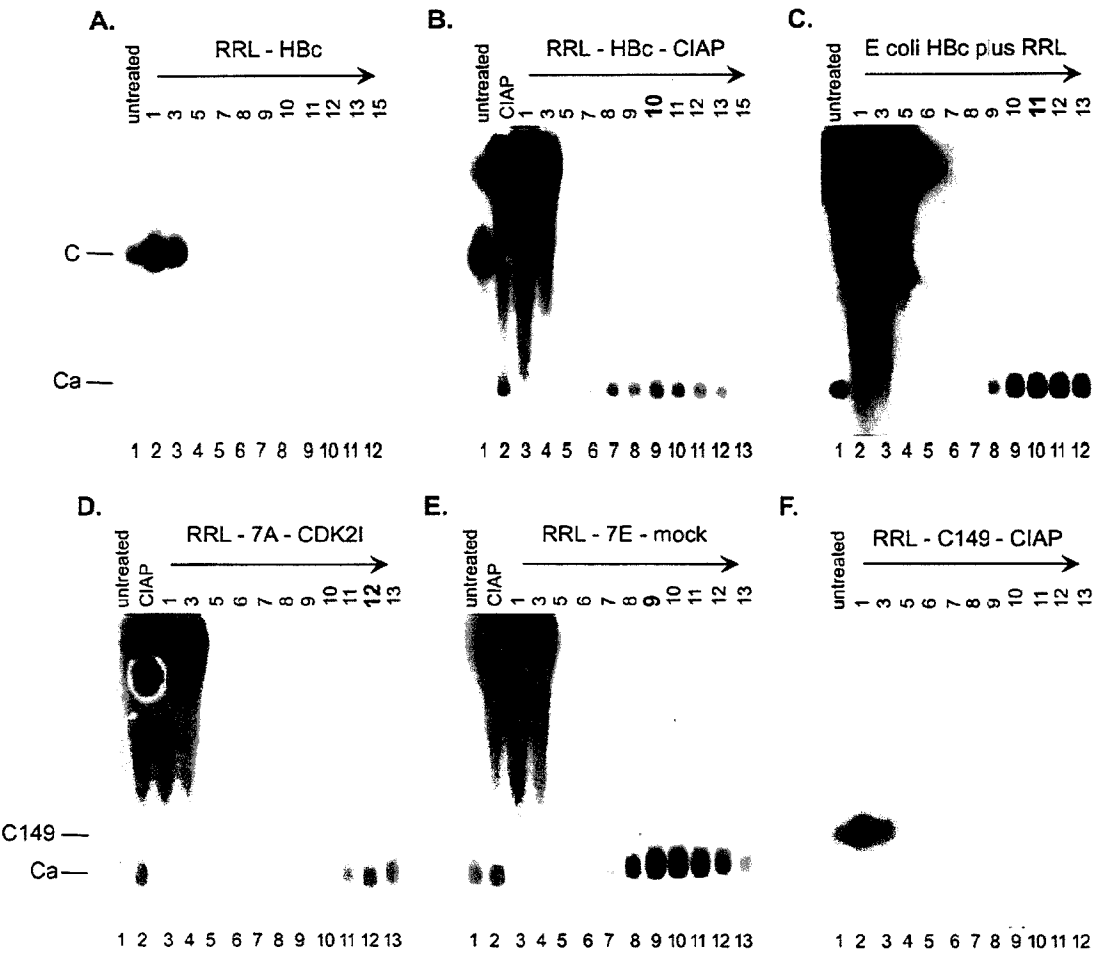 A.
RRL - HBc
untreated 1 3 5 7 8 9 10 11 12 13 15
C
Ca
1 2 3 4 5 6 7 8 9 10 11 12
B.
RRL - HBc - CIAP
untreated CIAP 1 3 5 7 8 9 10 11 12 13 15
1 2 3 4 5 6 7 8 9 10 11 12 13
C.
E coli HBc plus RRL
untreated 1 3 5 6 7 8 9 10 11 12 13
1 2 3 4 5 6 7 8 9 10 11 12
D.
RRL - 7A - CDK2I
untreated CIAP 1 3 5 6 7 8 9 10 11 12 13
C149
Ca
1 2 3 4 5 6 7 8 9 10 11 12 13
E.
RRL - 7E - mock
untreated CIAP 1 3 5 6 7 8 9 10 11 12 13
1 2 3 4 5 6 7 8 9 10 11 12 13
F.
RRL - C149 - CIAP
untreated 1 3 5 6 7 8 9 10 11 12 13
1 2 3 4 5 6 7 8 9 10 11 12